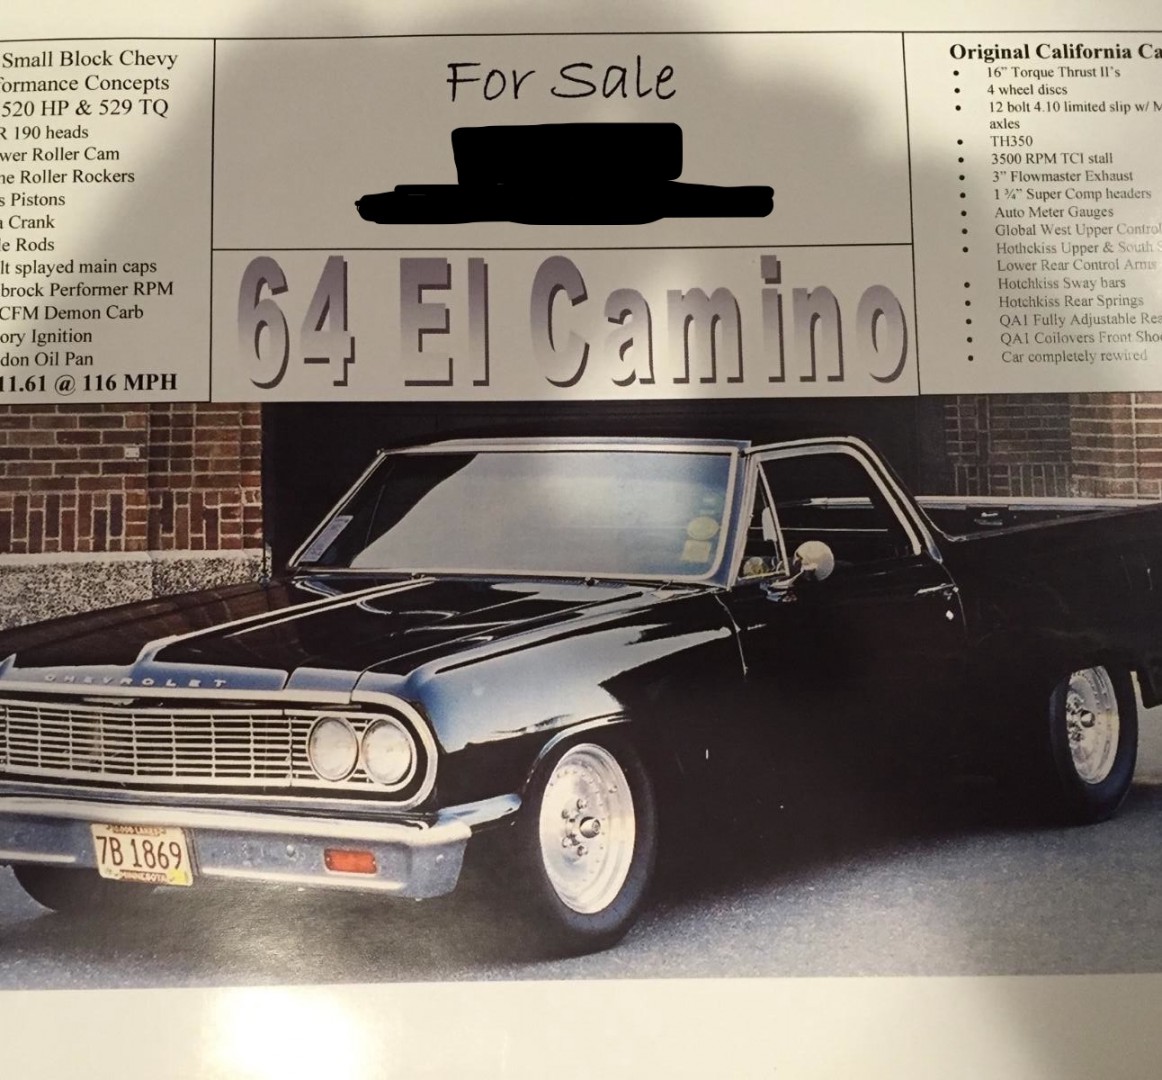 Small Block Chevy
formance Concepts
520 HP & 529 TQ
R 190 heads
wer Roller Cam
ne Roller Rockers
s Pistons
a Crank
le Rods
lt splayed main caps
brock Performer RPM
CFM Demon Carb
ory Ignition
don Oil Pan
11.61 @ 116 MPH
For Sale
64 El Camino
Original California Ca
• 16” Torque Thrust II’s
• 4 wheel discs
• 12 bolt 4.10 limited slip w/ M
axles
• TH350
• 3500 RPM TCI stall
• 3” Flowmaster Exhaust
• 1 ¾” Super Comp headers
• Auto Meter Gauges
• Global West Upper Control
• Hothckiss Upper & South S
Lower Rear Control Arms
• Hotchkiss Sway bars
• Hotchkiss Rear Springs
• QA1 Fully Adjustable Rea
• QA1 Coilovers Front Sho
• Car completely rewired
CHEVROLET
10,000 LAKES
7B 1869
MINNESOTA